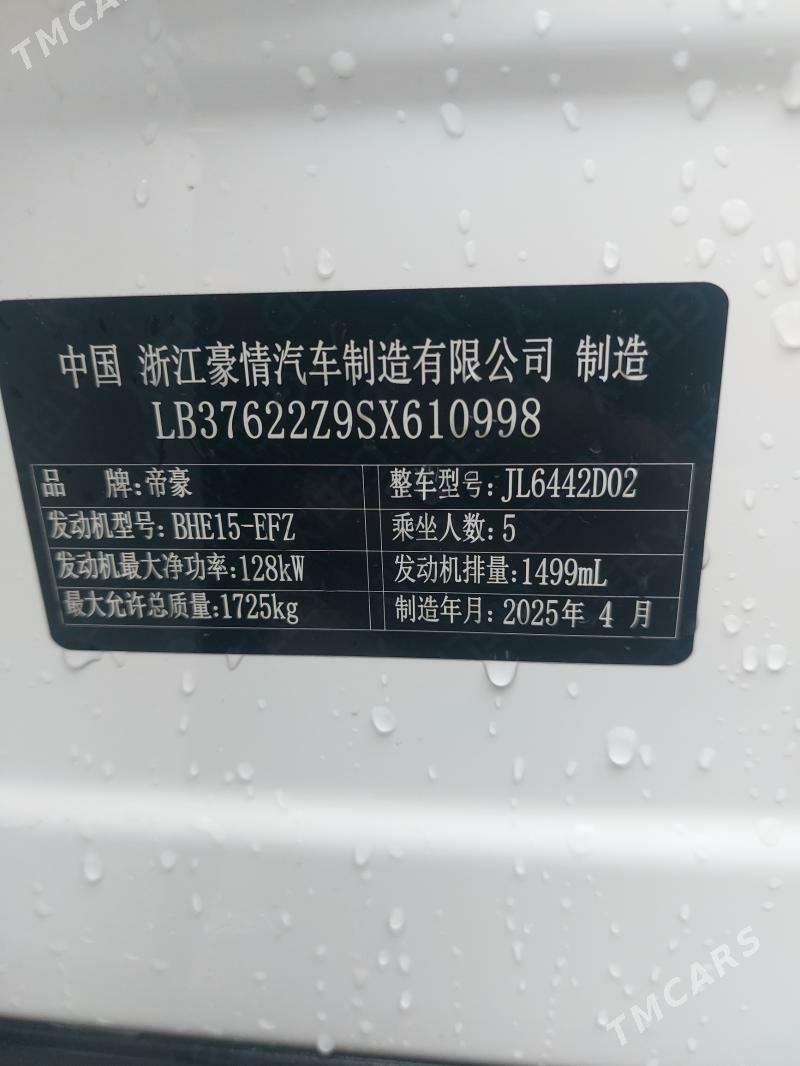 TMCARS
中国 浙江豪情汽车制造有限公司 制造
LB37622Z9SX610998
品 牌:帝豪 整车型号:JL6442D02
发动机型号:BHE15-EFZ 乘坐人数:5
发动机最大净功率:128kW 发动机排量:1499mL
最大允许总质量:1725kg 制造年月:2025年 4 月
TMCARS